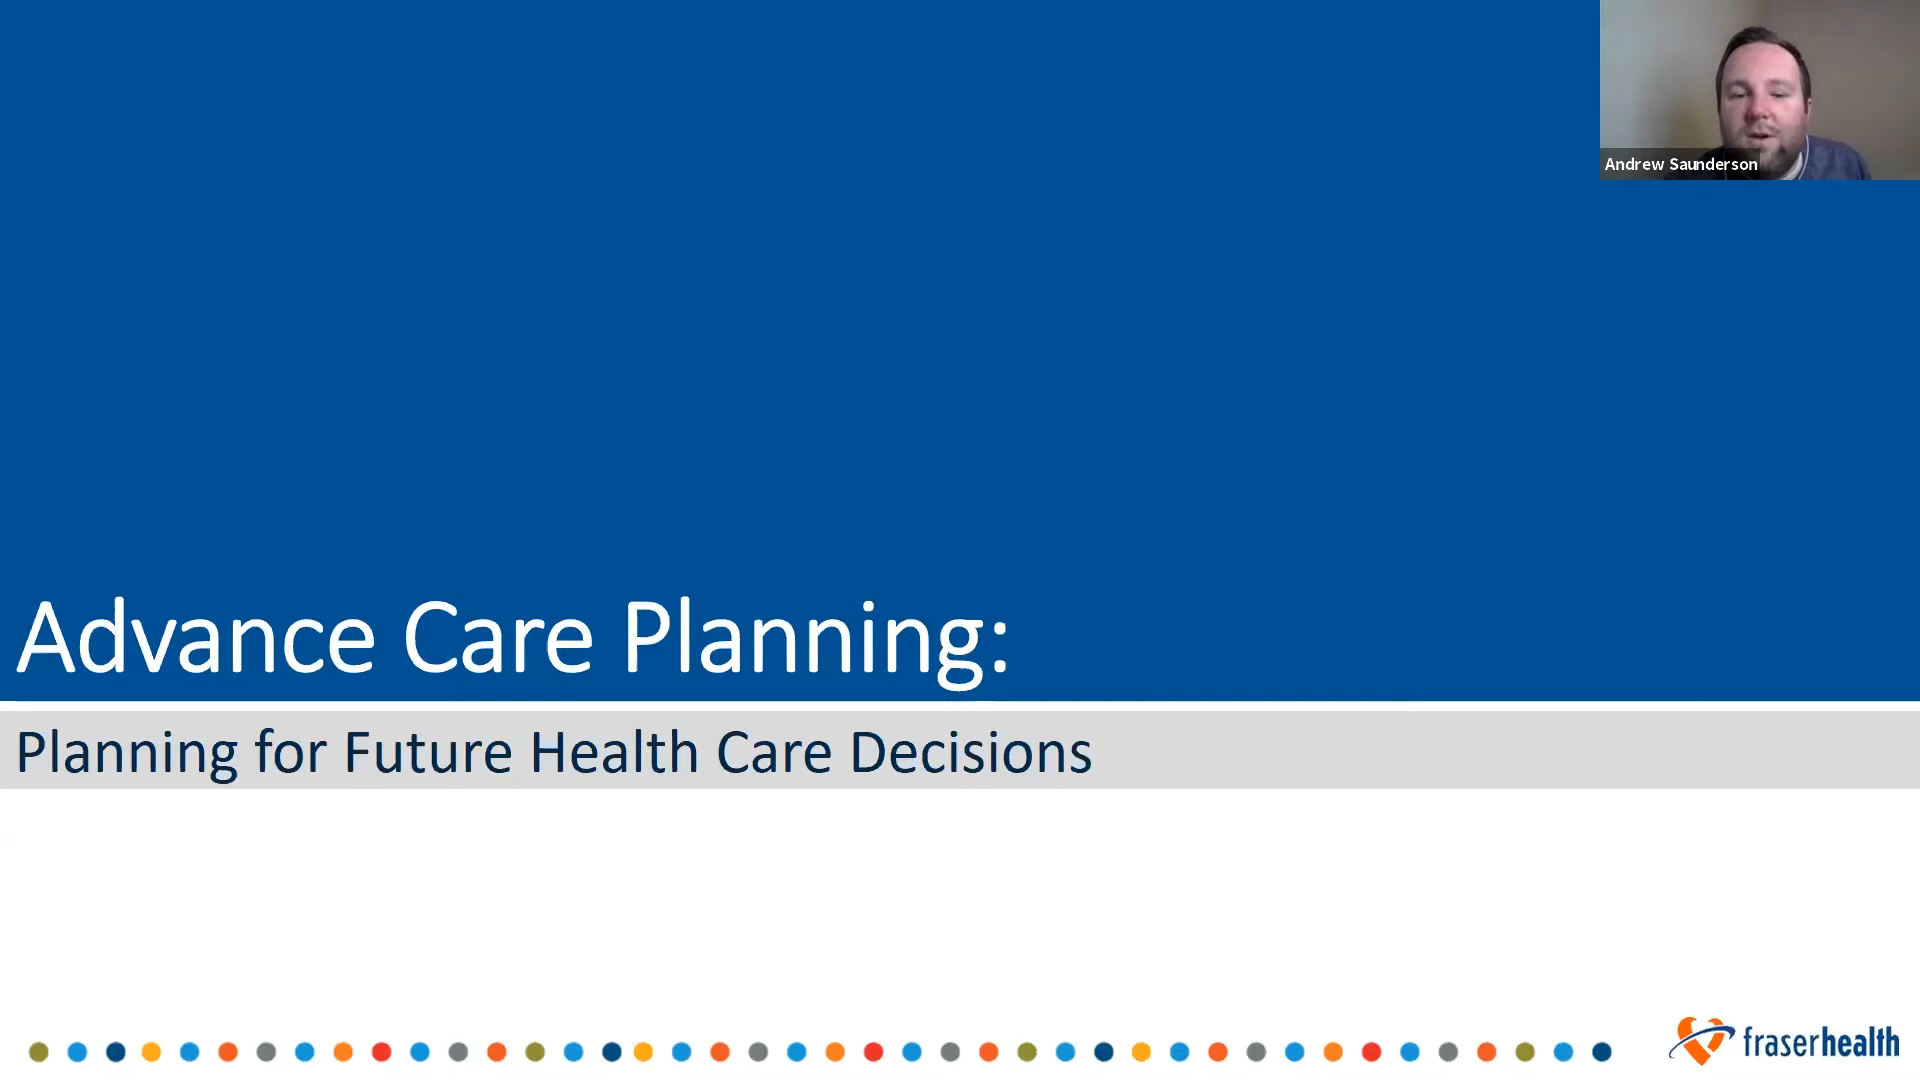 Andrew Saunderson
Advance Care Planning:
Planning for Future Health Care Decisions
fraserhealth